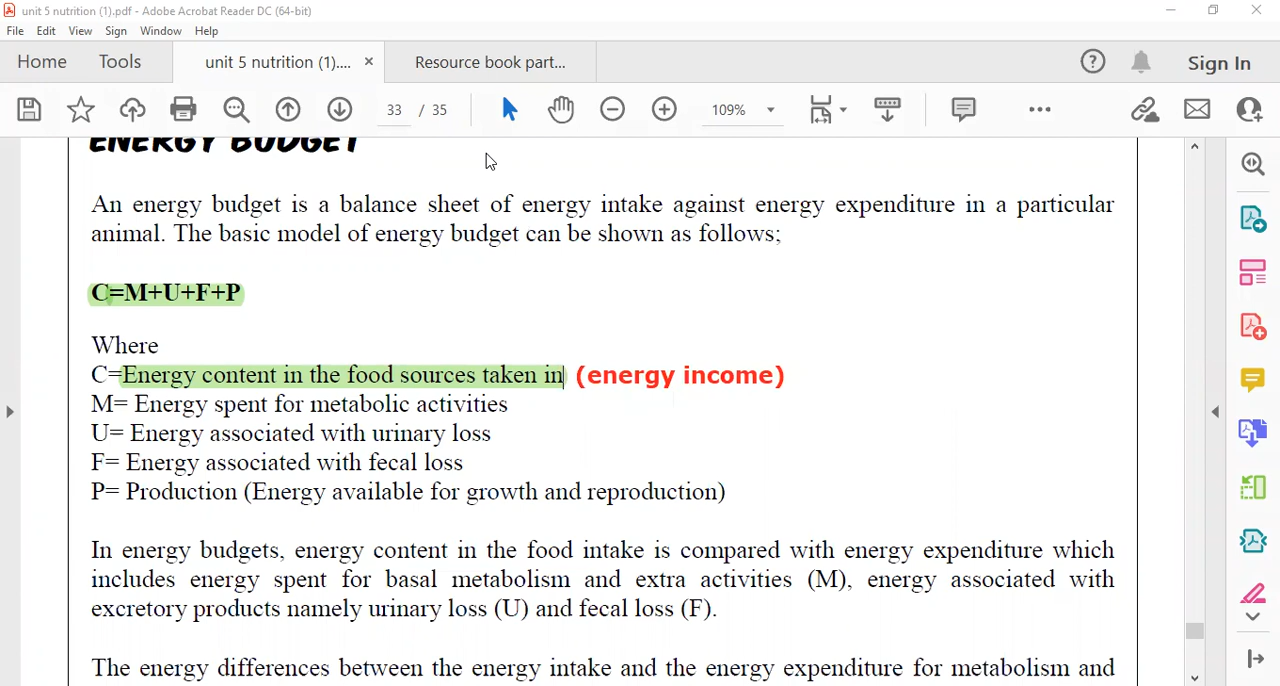 unit 5 nutrition (1).pdf - Adobe Acrobat Reader DC (64-bit)
File Edit View Sign Window Help
Home Tools unit 5 nutrition (1).... × Resource book part... Sign In
33 / 35 109%
ENERGY BUDGET
An energy budget is a balance sheet of energy intake against energy expenditure in a particular
animal. The basic model of energy budget can be shown as follows;
C=M+U+F+P
Where
C=Energy content in the food sources taken in (energy income)
M= Energy spent for metabolic activities
U= Energy associated with urinary loss
F= Energy associated with fecal loss
P= Production (Energy available for growth and reproduction)
In energy budgets, energy content in the food intake is compared with energy expenditure which
includes energy spent for basal metabolism and extra activities (M), energy associated with
excretory products namely urinary loss (U) and fecal loss (F).
The energy differences between the energy intake and the energy expenditure for metabolism and